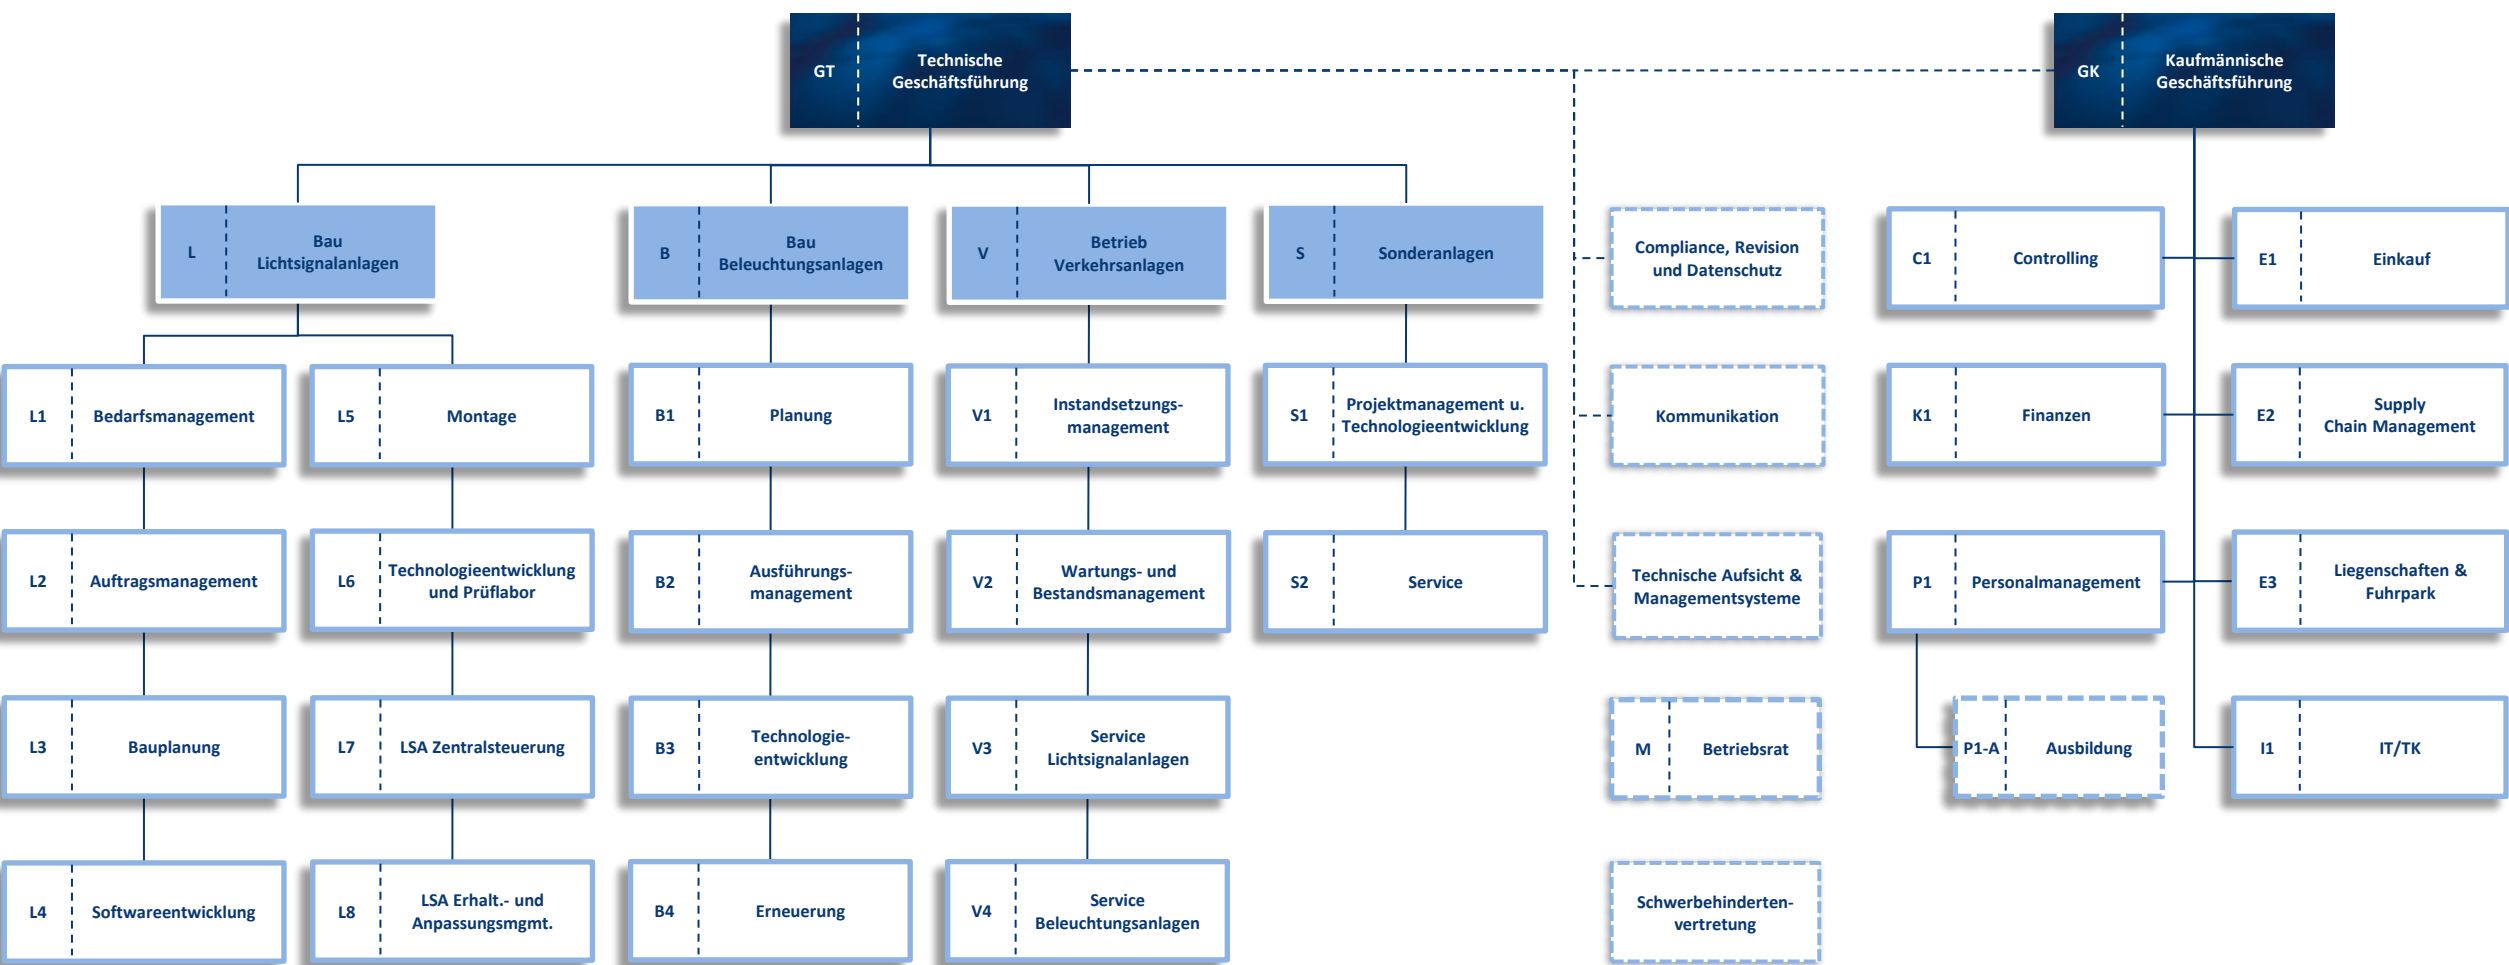 GT
Technische
Geschäftsführung
GK
Kaufmännische
Geschäftsführung
L
Bau
Lichtsignalanlagen
B
Bau
Beleuchtungsanlagen
V
Betrieb
Verkehrsanlagen
S
Sonderanlagen
Compliance, Revision
und Datenschutz
C1
Controlling
E1
Einkauf
L1
Bedarfsmanagement
L5
Montage
B1
Planung
V1
Instandsetzungs-
management
S1
Projektmanagement u.
Technologieentwicklung
Kommunikation
K1
Finanzen
E2
Supply
Chain Management
L2
Auftragsmanagement
L6
Technologieentwicklung
und Prüflabor
B2
Ausführungs-
management
V2
Wartungs- und
Bestandsmanagement
S2
Service
Technische Aufsicht &
Managementsysteme
P1
Personalmanagement
E3
Liegenschaften &
Fuhrpark
L3
Bauplanung
L7
LSA Zentralsteuerung
B3
Technologie-
entwicklung
V3
Service
Lichtsignalanlagen
M
Betriebsrat
P1-A
Ausbildung
I1
IT/TK
L4
Softwareentwicklung
L8
LSA Erhalt.- und
Anpassungsmgmt.
B4
Erneuerung
V4
Service
Beleuchtungsanlagen
Schwerbehinderten-
vertretung